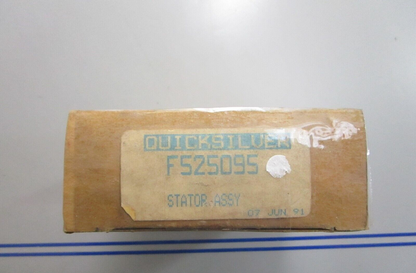 QUICKSILVER
F525095
STATOR ASSY
07 JUN 91